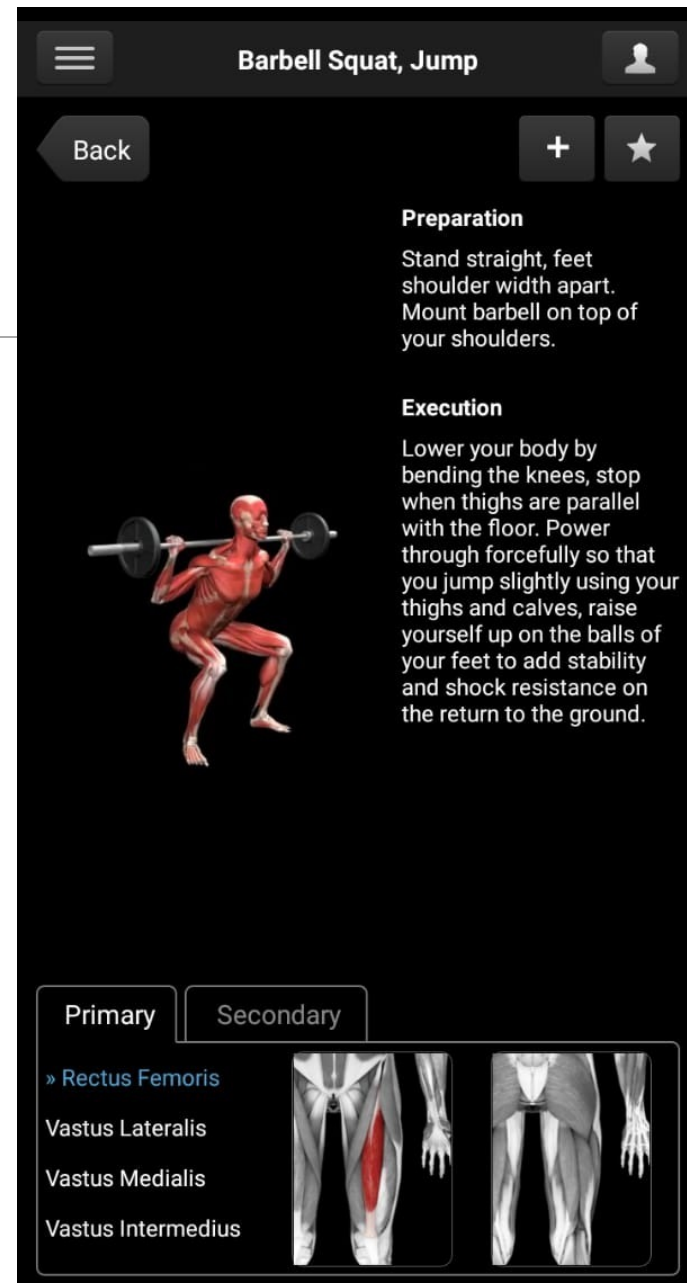 Barbell Squat, Jump
Back
+
Preparation
Stand straight, feet
shoulder width apart.
Mount barbell on top of
your shoulders.
Execution
Lower your body by
bending the knees, stop
when thighs are parallel
with the floor. Power
through forcefully so that
you jump slightly using your
thighs and calves, raise
yourself up on the balls of
your feet to add stability
and shock resistance on
the return to the ground.
Primary
Secondary
» Rectus Femoris
Vastus Lateralis
Vastus Medialis
Vastus Intermedius